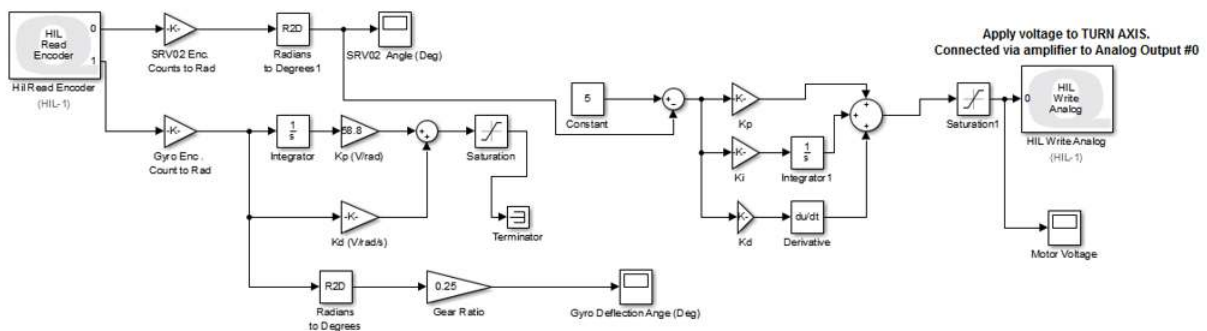 HIL
Read
Encoder
0
1
Hil Read Encoder
(HIL-1)
-K-
SRV02 Enc.
Counts to Rad
R2D
Radians
to Degrees1
SRV02 Angle (Deg)
-K-
Gyro Enc .
Count to Rad
1
s
Integrator
58.8
Kp (V/rad)
Saturation
Terminator
-K-
Kd (V/rad/s)
R2D
Radians
to Degrees
0.25
Gear Ratio
Gyro Deflection Ange (Deg)
5
Constant
-K-
Kp
-K-
Ki
1
s
Integrator1
K-
Kd
du/dt
Derivative
Saturation1
Apply voltage to TURN AXIS.
Connected via amplifier to Analog Output #0
0
HIL
Write
Analog
HIL Write Analog
(HIL-1)
Motor Voltage